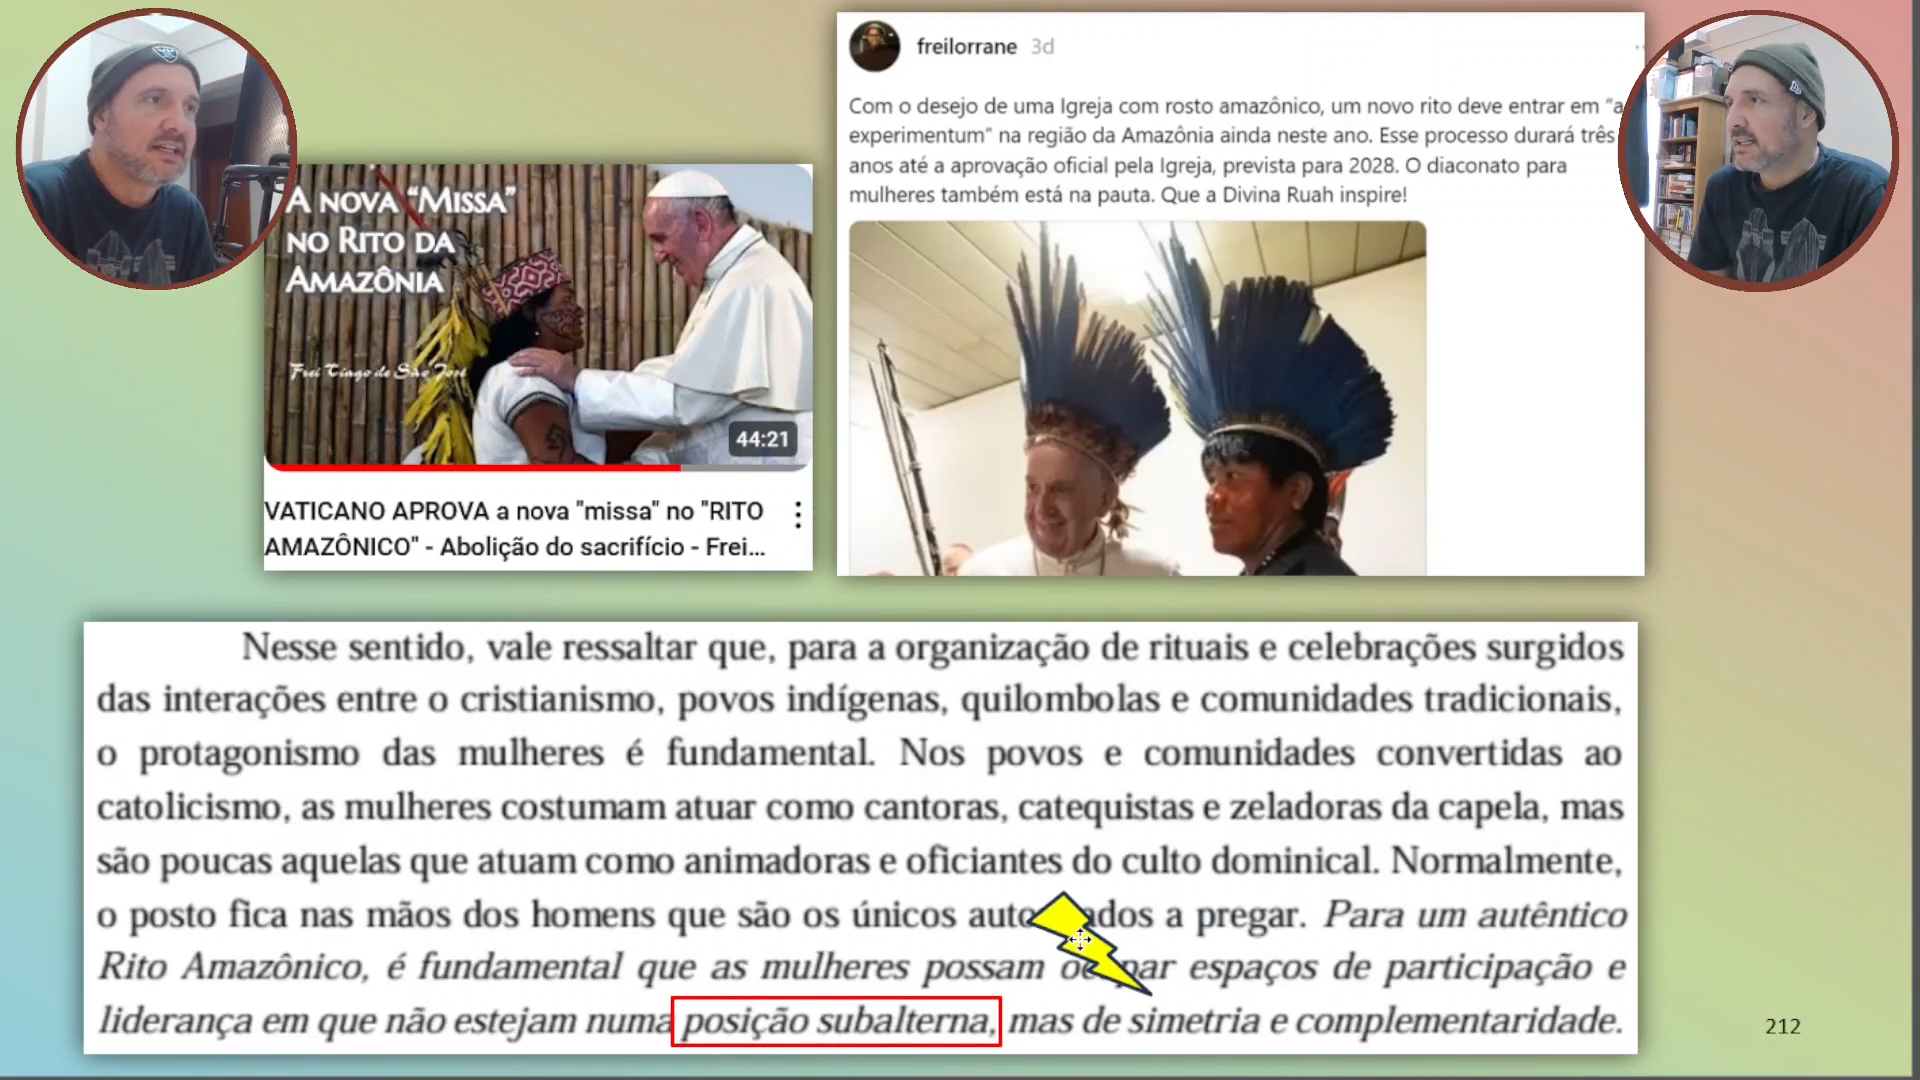 A NOVA “MISSA”
NO RITO DA
AMAZÔNIA
Frei Tiago de São José
44:21
VATICANO APROVA a nova "missa" no "RITO
AMAZÔNICO" - Abolição do sacrifício - Frei...
freilorrane 3d
Com o desejo de uma Igreja com rosto amazônico, um novo rito deve entrar em “a
experimentum” na região da Amazônia ainda neste ano. Esse processo durará três
anos até a aprovação oficial pela Igreja, prevista para 2028. O diaconato para
mulheres também está na pauta. Que a Divina Ruah inspire!
Nesse sentido, vale ressaltar que, para a organização de rituais e celebrações surgidos
das interações entre o cristianismo, povos indígenas, quilombolas e comunidades tradicionais,
o protagonismo das mulheres é fundamental. Nos povos e comunidades convertidas ao
catolicismo, as mulheres costumam atuar como cantoras, catequistas e zeladoras da capela, mas
são poucas aquelas que atuam como animadoras e oficiantes do culto dominical. Normalmente,
o posto fica nas mãos dos homens que são os únicos a pregar. Para um autêntico
Rito Amazônico, é fundamental que as mulheres possam espaços de participação e
liderança em que não estejam numa posição subalterna, mas de simetria e complementaridade.
212